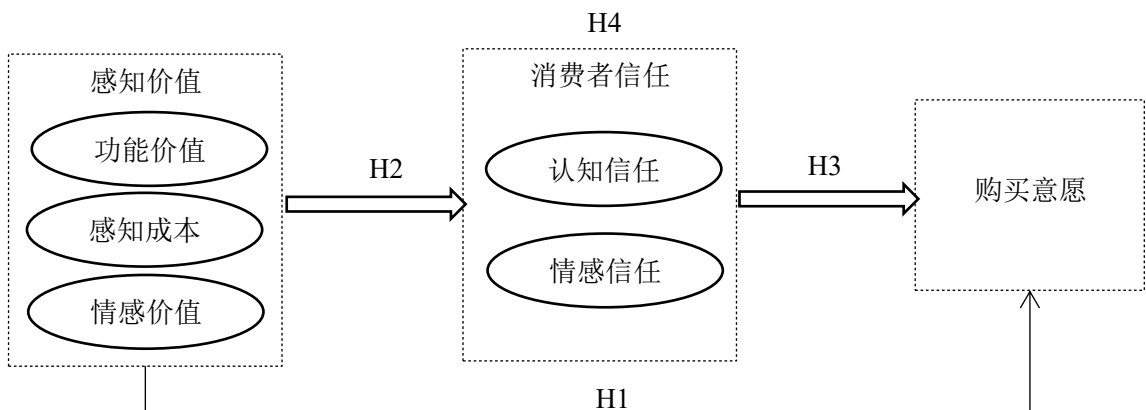 H4
感知价值
功能价值
感知成本
情感价值
H2
消费者信任
认知信任
情感信任
H3
购买意愿
H1